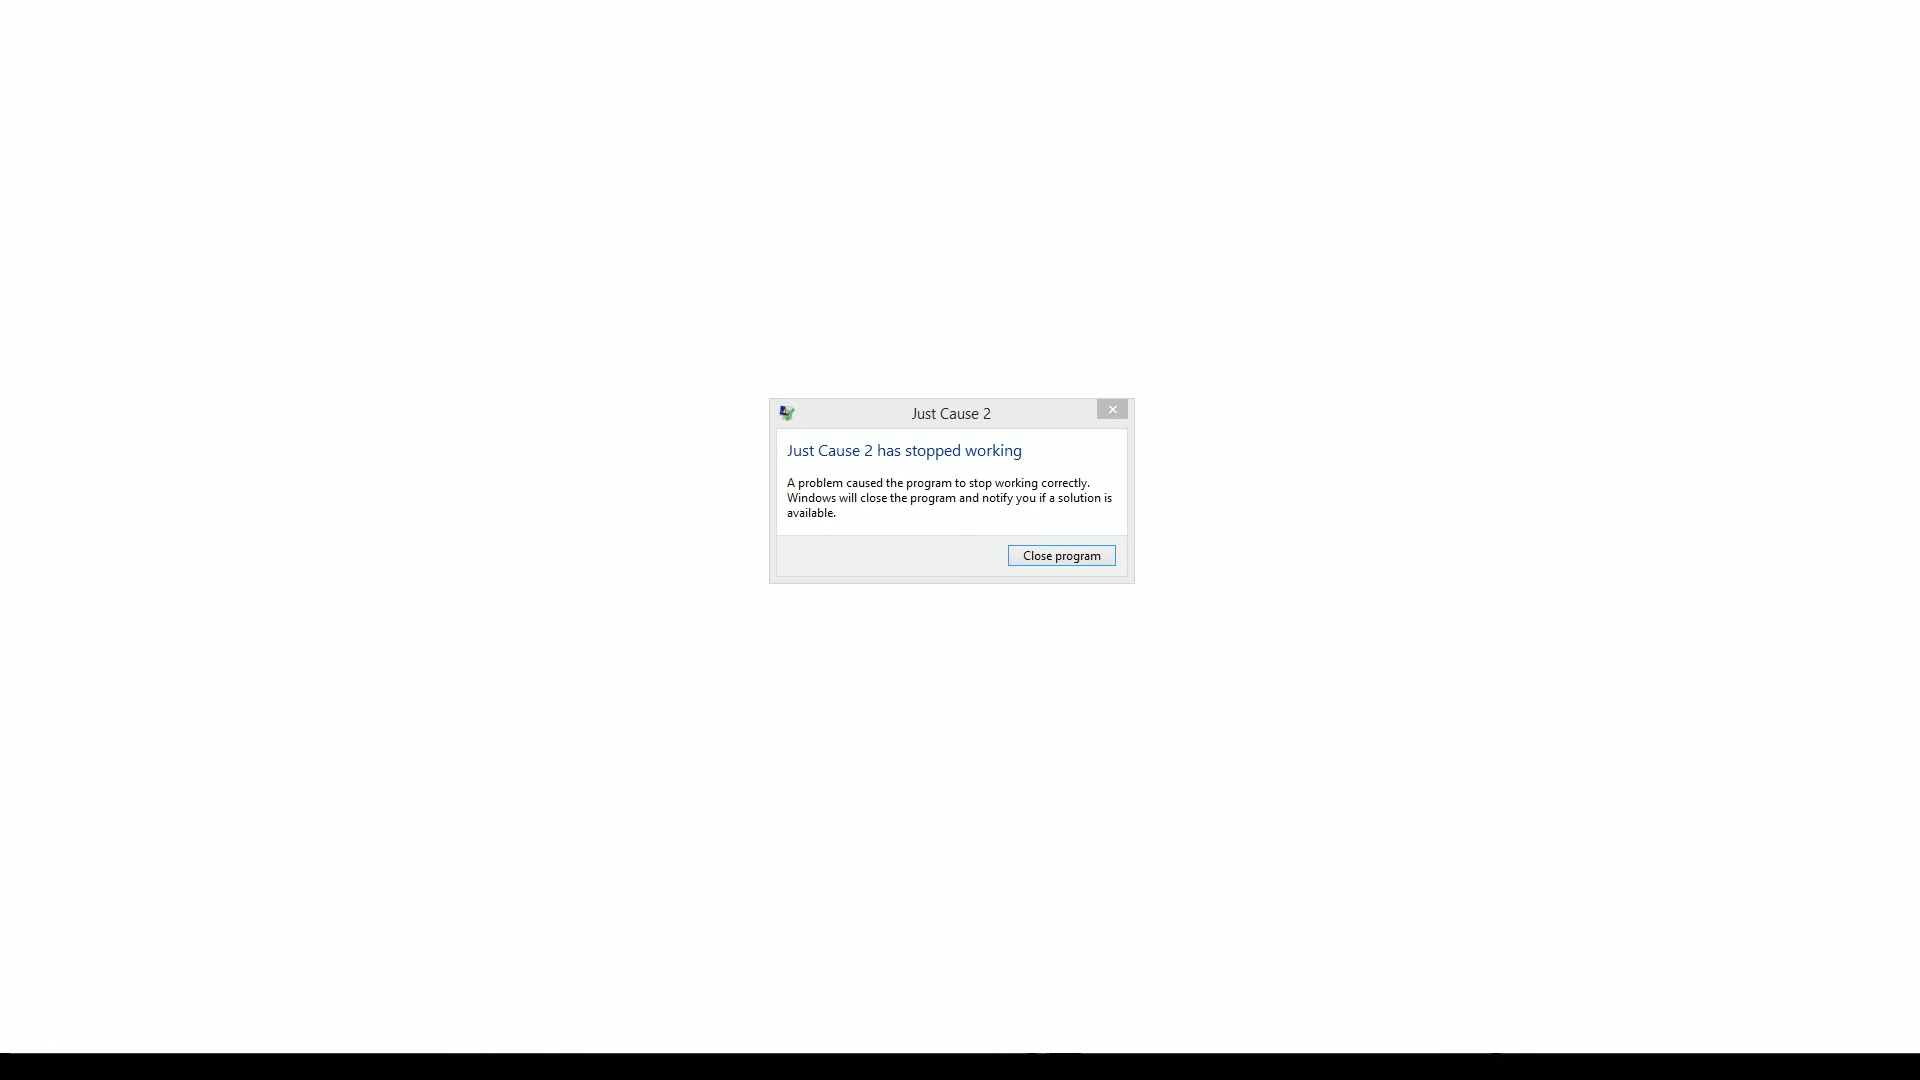 Just Cause 2
Just Cause 2 has stopped working
A problem caused the program to stop working correctly.
Windows will close the program and notify you if a solution is
available.
Close program